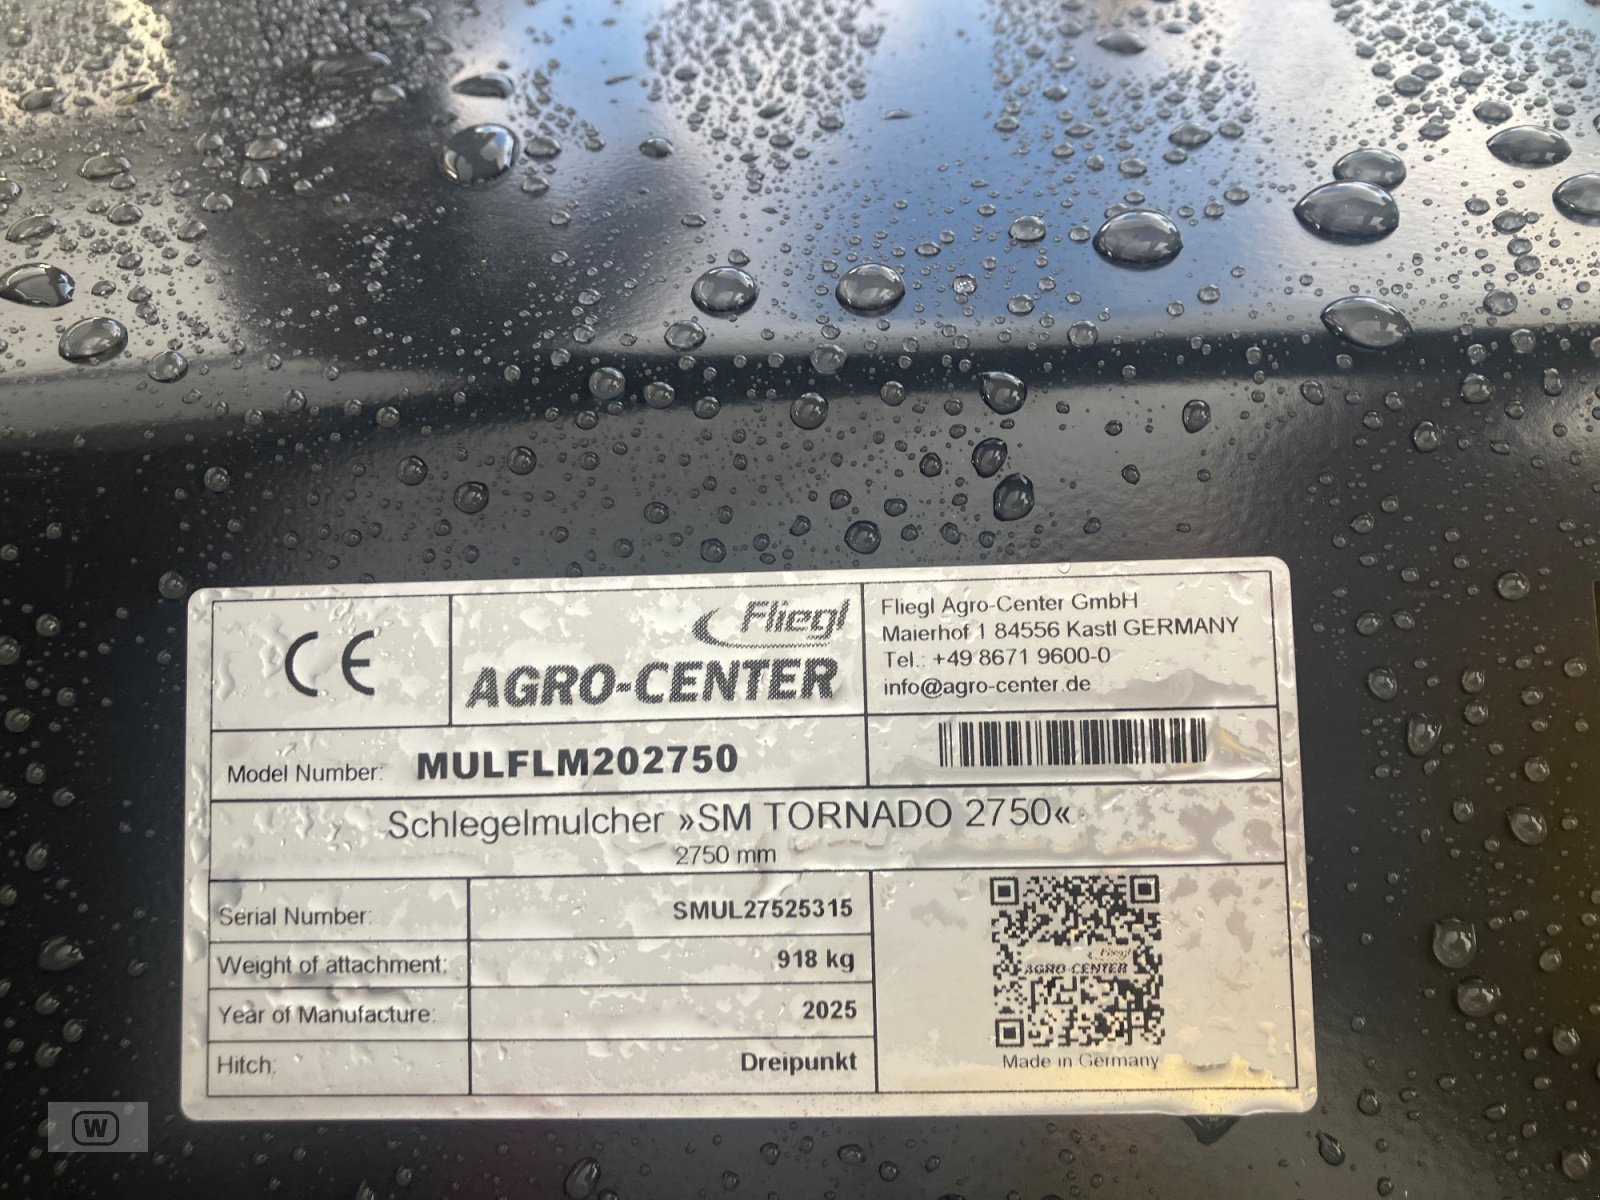 CE
Fliegl
AGRO-CENTER
Fliegl Agro-Center GmbH
Maierhof 1 84556 Kastl GERMANY
Tel.: +49 8671 9600-0
info@agro-center.de
Model Number: MULFLM202750
Schlegelmulcher »SM TORNADO 2750«
2750 mm
Serial Number: SMUL27525315
Weight of attachment: 918 kg
Year of Manufacture: 2025
Hitch: Dreipunkt
Fliegl
AGRO-CENTER
Made in Germany
W